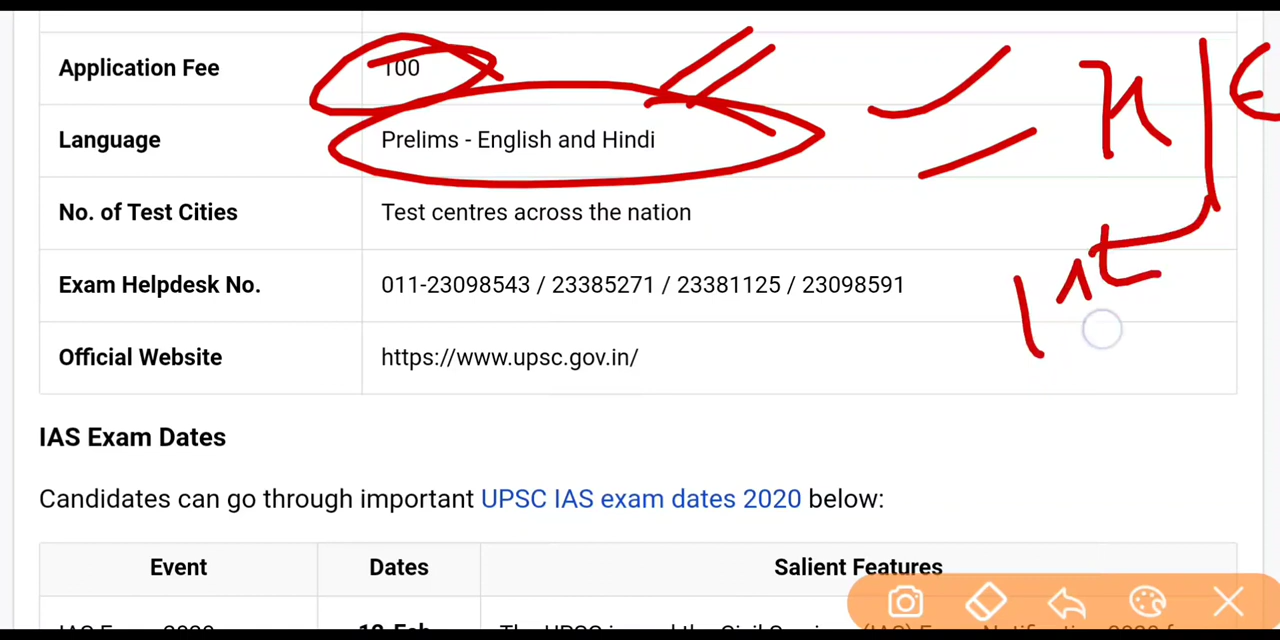 Application Fee 100
Language Prelims - English and Hindi
No. of Test Cities Test centres across the nation
Exam Helpdesk No. 011-23098543 / 23385271 / 23381125 / 23098591
Official Website https://www.upsc.gov.in/
1st
IAS Exam Dates
Candidates can go through important UPSC IAS exam dates 2020 below:
Event Dates Salient Features